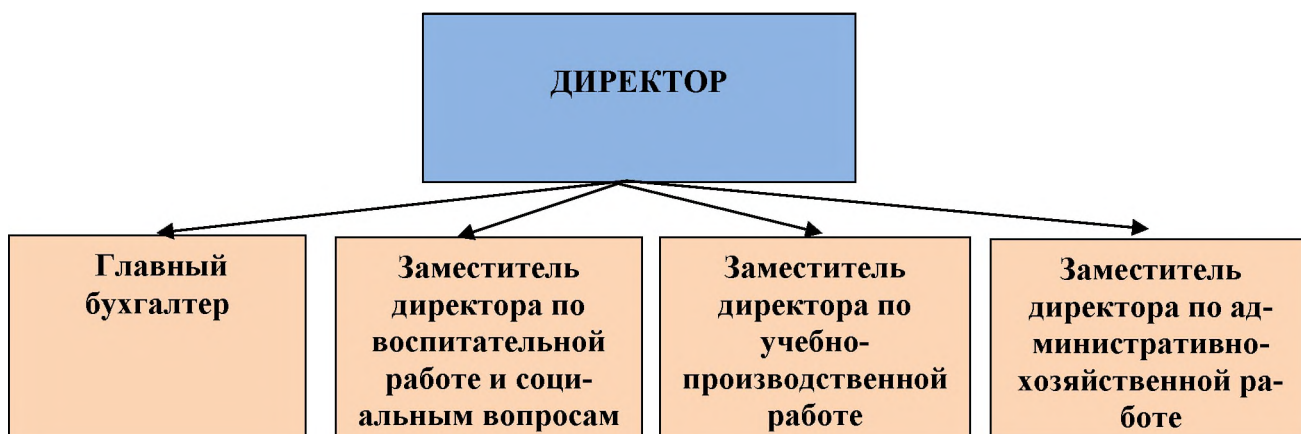 ДИРЕКТОР
Главный
бухгалтер
Заместитель
директора по
воспитательной
работе и соци-
альным вопросам
Заместитель
директора по
учебно-
производственной
работе
Заместитель
директора по ад-
министративно-
хозяйственной ра-
боте